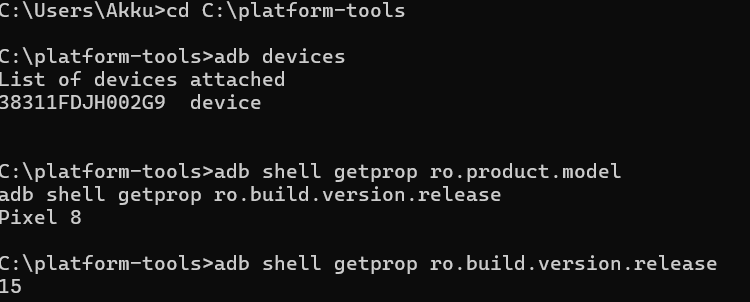 C:\Users\Akku>cd C:\platform-tools
C:\platform-tools>adb devices
List of devices attached
38311FDJH002G9  device
C:\platform-tools>adb shell getprop ro.product.model
adb shell getprop ro.build.version.release
Pixel 8
C:\platform-tools>adb shell getprop ro.build.version.release
15